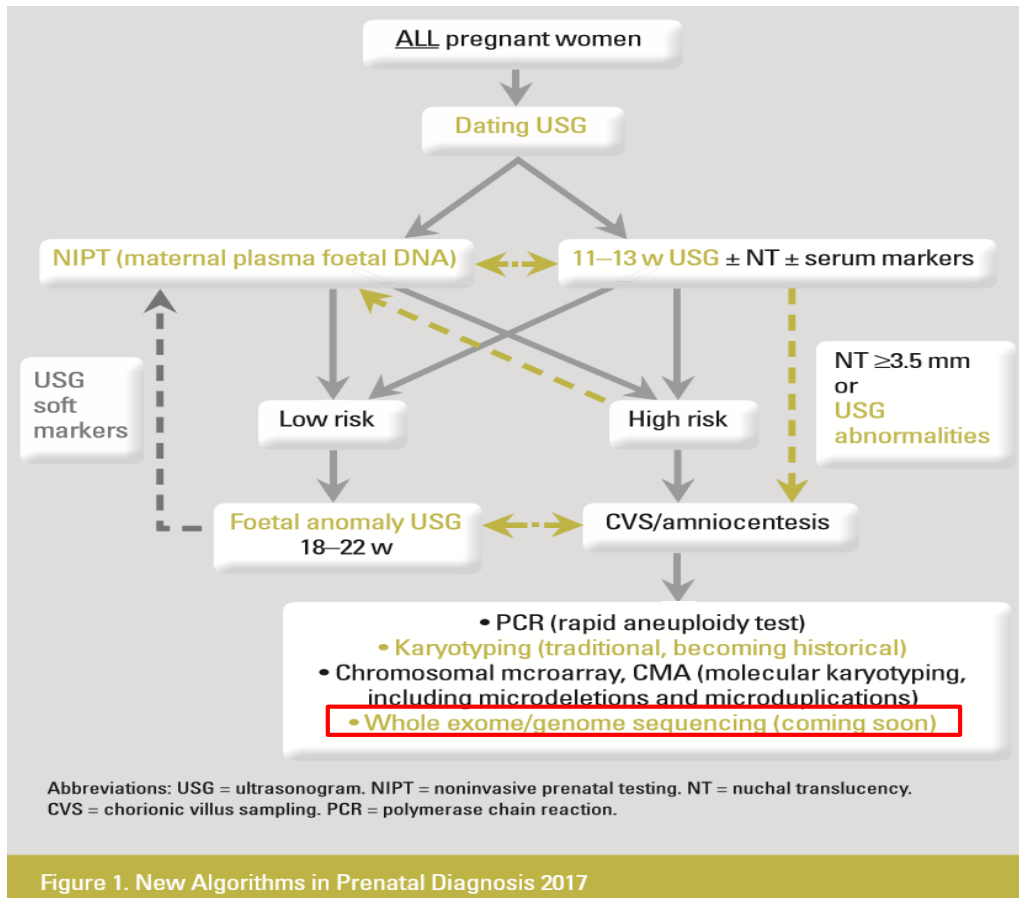 ALL pregnant women
Dating USG
NIPT (maternal plasma foetal DNA)
11–13 w USG ± NT ± serum markers
USG
soft
markers
NT ≥3.5 mm
or
USG
abnormalities
Low risk
High risk
Foetal anomaly USG
18–22 w
CVS/amniocentesis
• PCR (rapid aneuploidy test)
• Karyotyping (traditional, becoming historical)
• Chromosomal mcroarray, CMA (molecular karyotyping,
including microdeletions and microduplications)
• Whole exome/genome sequencing (coming soon)
Abbreviations: USG = ultrasonogram. NIPT = noninvasive prenatal testing. NT = nuchal translucency.
CVS = chorionic villus sampling. PCR = polymerase chain reaction.
Figure 1. New Algorithms in Prenatal Diagnosis 2017